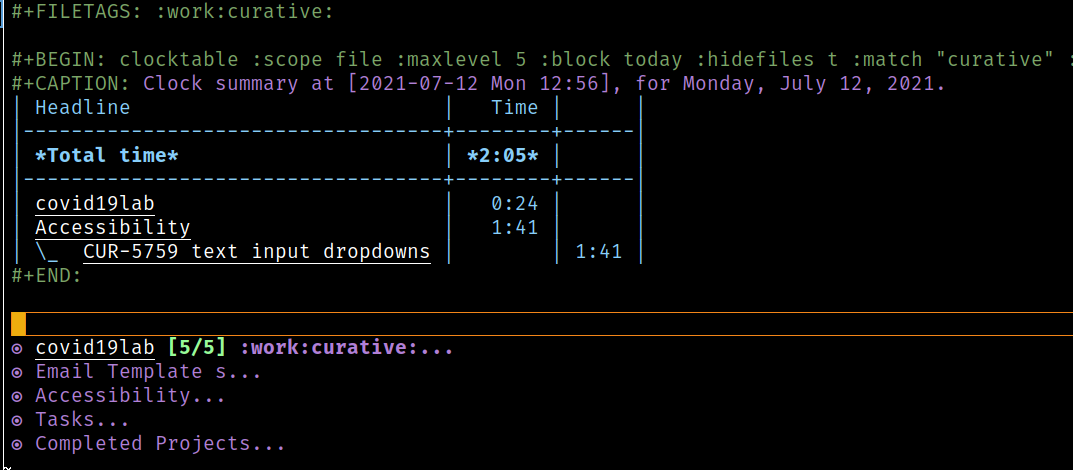 #+FILETAGS: :work:curative:
#+BEGIN: clocktable :scope file :maxlevel 5 :block today :hidefiles t :match "curative" :
#+CAPTION: Clock summary at [2021-07-12 Mon 12:56], for Monday, July 12, 2021.
| Headline                          |   Time |      |
|-----------------------------------+--------+------|
| *Total time*                      | *2:05* |      |
|-----------------------------------+--------+------|
| covid19lab                        |   0:24 |      |
| Accessibility                     |   1:41 |      |
| \_  CUR-5759 text input dropdowns |        | 1:41 |
#+END:
covid19lab [5/5] :work:curative:...
Email Template s...
Accessibility...
Tasks...
Completed Projects...
~